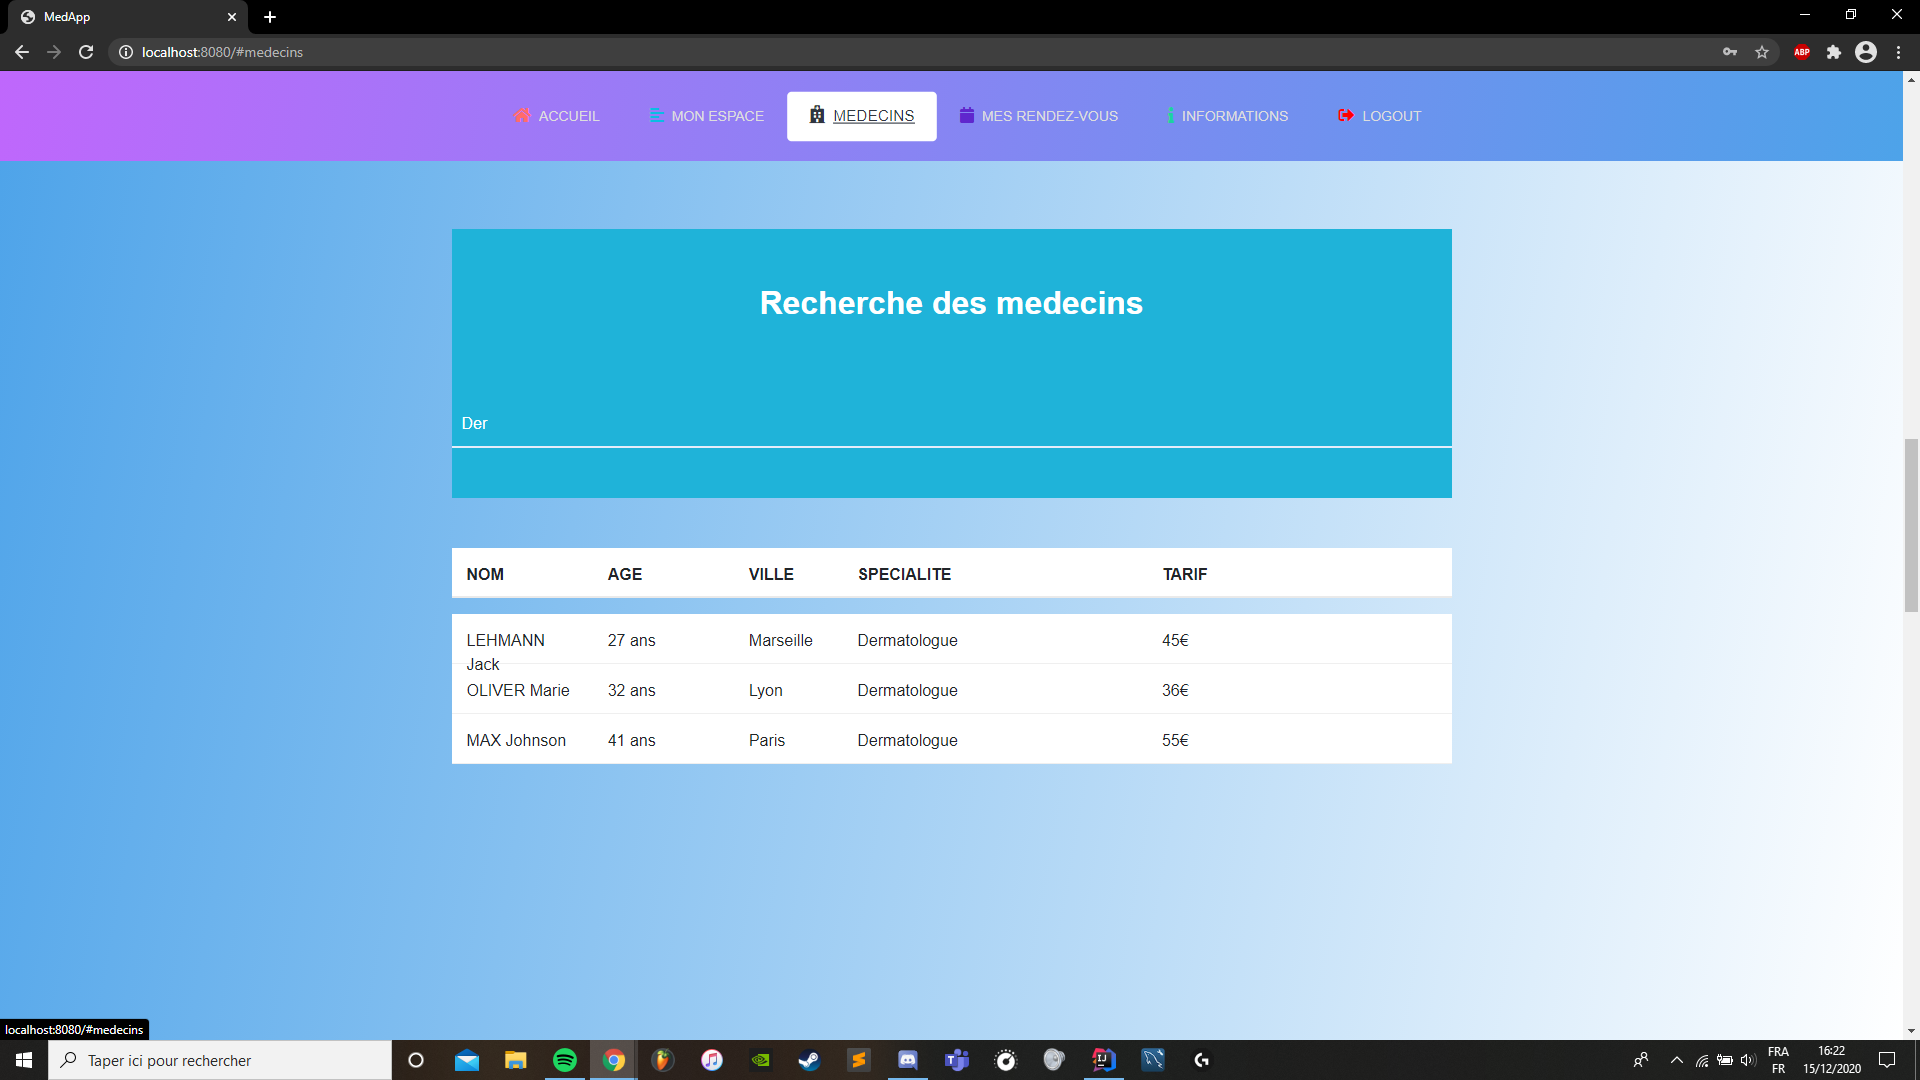 MedApp
localhost:8080/#medecins
ABP
ACCUEIL MON ESPACE MEDECINS MES RENDEZ-VOUS INFORMATIONS LOGOUT
Recherche des medecins
Der
NOM AGE VILLE SPECIALITE TARIF
LEHMANN Jack 27 ans Marseille Dermatologue 45€
OLIVER Marie 32 ans Lyon Dermatologue 36€
MAX Johnson 41 ans Paris Dermatologue 55€
localhost:8080/#medecins
Taper ici pour rechercher
FRA
FR
16:22
15/12/2020